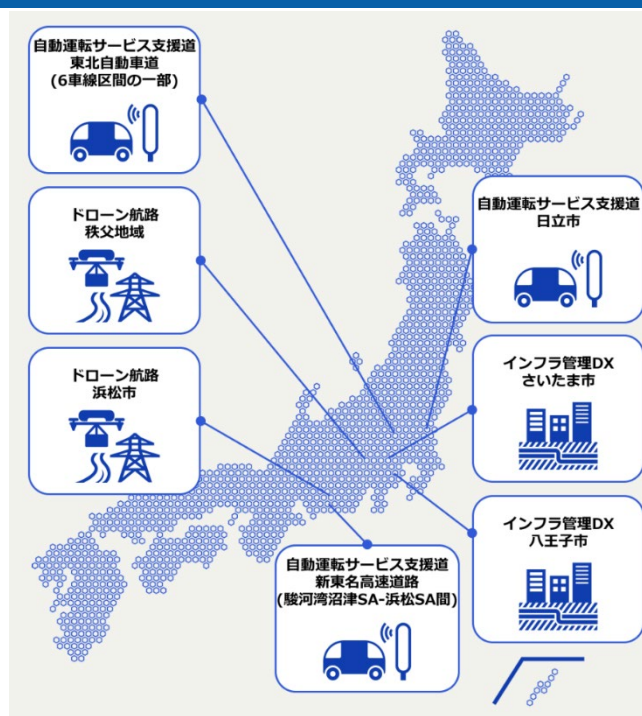 自動運転サービス支援道
東北自動車道
(6車線区間の一部)
ドローン航路
秩父地域
ドローン航路
浜松市
自動運転サービス支援道
日立市
インフラ管理DX
さいたま市
インフラ管理DX
八王子市
自動運転サービス支援道
新東名高速道路
(駿河湾沼津SA-浜松SA間)